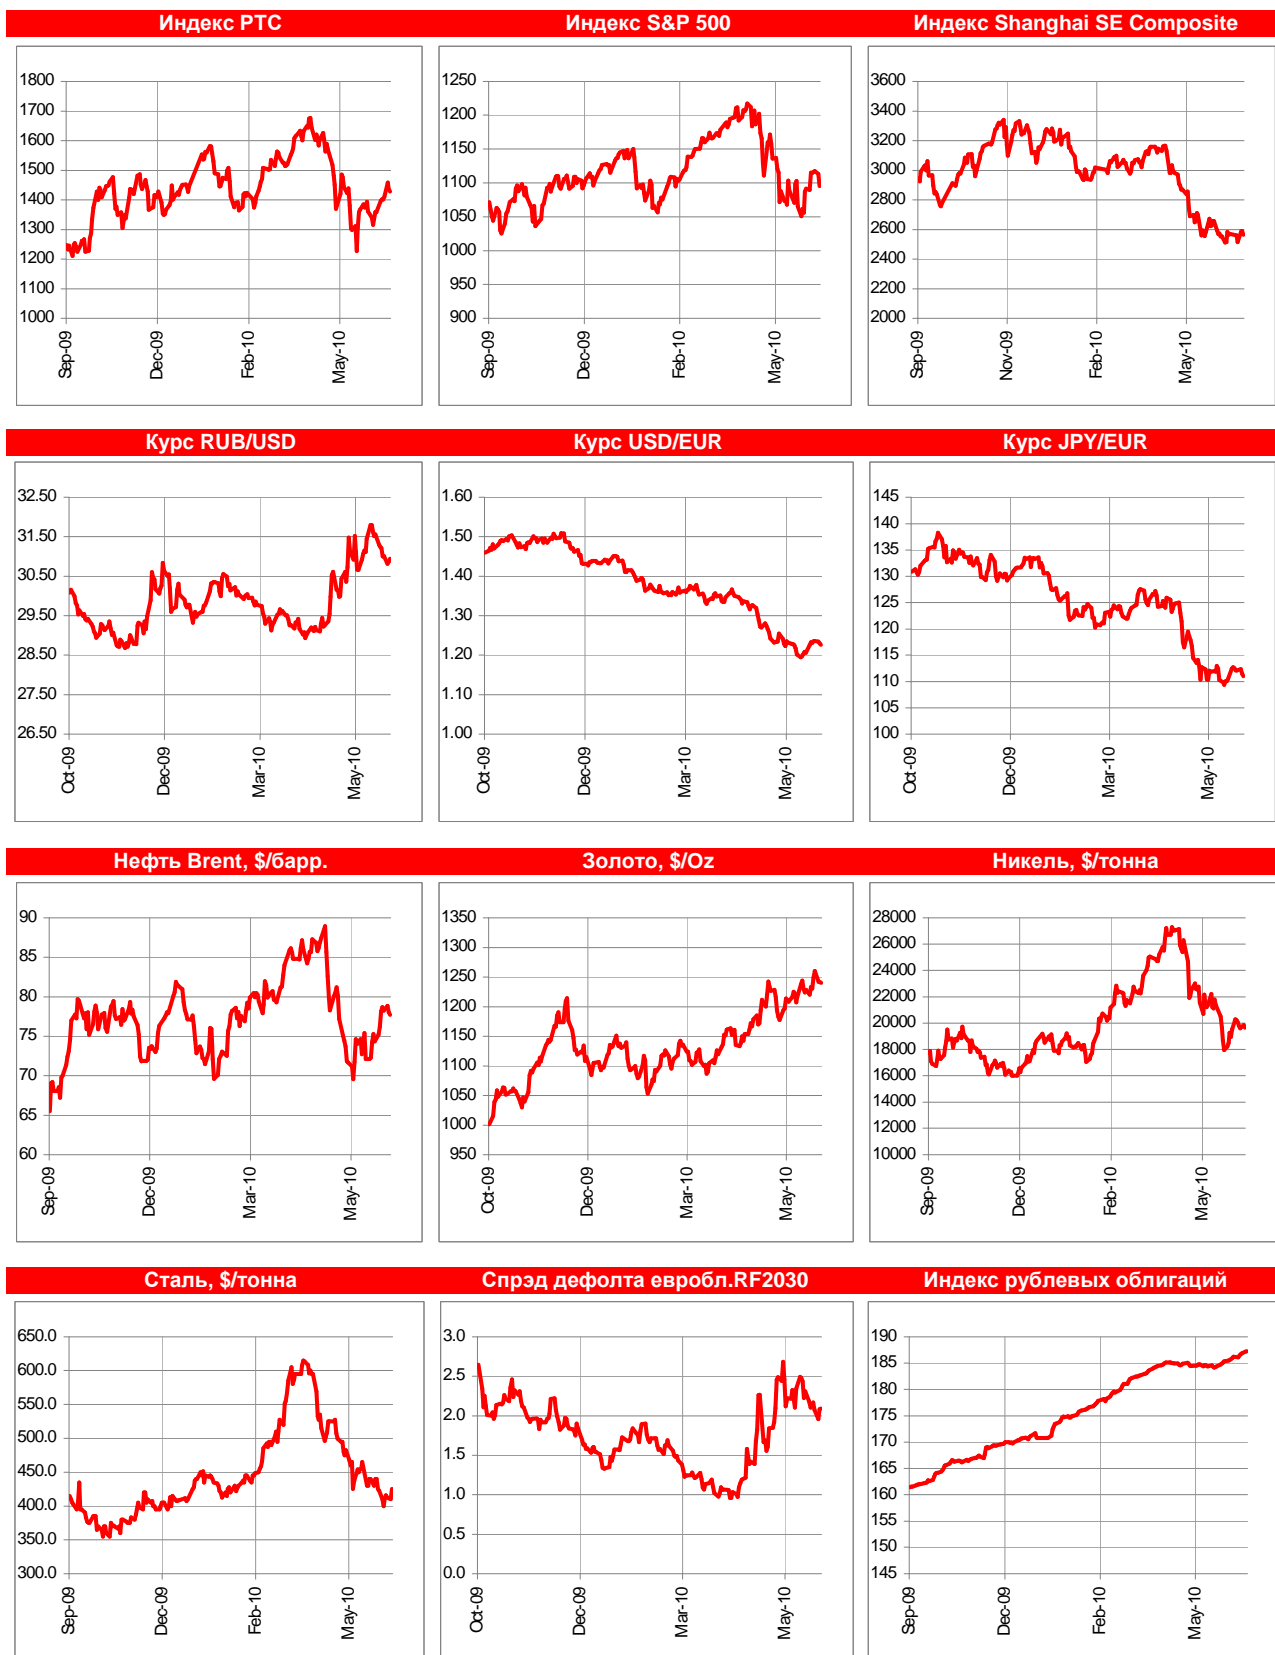 Индекс РТС
1800
1700
1600
1500
1400
1300
1200
1100
1000
Sep-09
Dec-09
Feb-10
May-10
Индекс S&P 500
1250
1200
1150
1100
1050
1000
950
900
Sep-09
Dec-09
Feb-10
May-10
Индекс Shanghai SE Composite
3600
3400
3200
3000
2800
2600
2400
2200
2000
Sep-09
Nov-09
Feb-10
May-10
Курс RUB/USD
32.50
31.50
30.50
29.50
28.50
27.50
26.50
Oct-09
Dec-09
Mar-10
May-10
Курс USD/EUR
1.60
1.50
1.40
1.30
1.20
1.10
1.00
Oct-09
Dec-09
Mar-10
May-10
Курс JPY/EUR
145
140
135
130
125
120
115
110
105
100
Oct-09
Dec-09
Mar-10
May-10
Нефть Brent, $/барр.
90
85
80
75
70
65
60
Sep-09
Dec-09
Mar-10
May-10
Золото, $/Oz
1350
1300
1250
1200
1150
1100
1050
1000
950
Oct-09
Dec-09
Mar-10
May-10
Никель, $/тонна
28000
26000
24000
22000
20000
18000
16000
14000
12000
10000
Sep-09
Dec-09
Feb-10
May-10
Сталь, $/тонна
650.0
600.0
550.0
500.0
450.0
400.0
350.0
300.0
Sep-09
Dec-09
Feb-10
May-10
Спрэд дефолта евробл.RF2030
3.0
2.5
2.0
1.5
1.0
0.5
0.0
Oct-09
Dec-09
Mar-10
May-10
Индекс рублевых облигаций
190
185
180
175
170
165
160
155
150
145
Sep-09
Dec-09
Feb-10
May-10